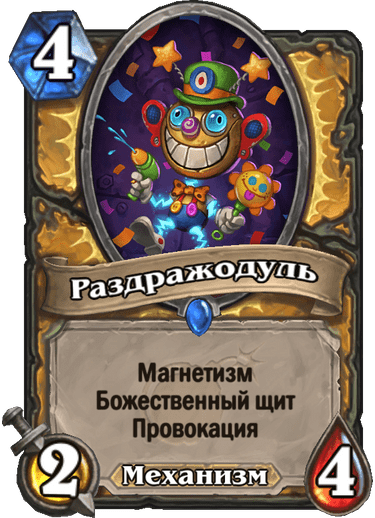 4
Раздражодуль
Магнетизм
Божественный щит
Провокация
2
Механизм
4